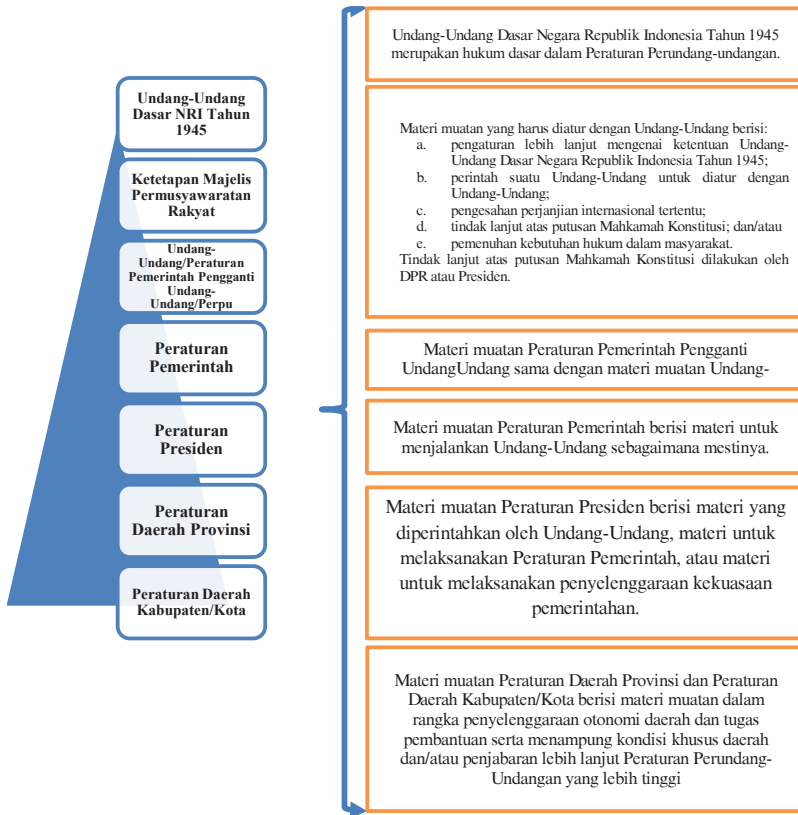 Undang-Undang
Dasar NRI Tahun
1945
Ketetapan Majelis
Permusyawaratan
Rakyat
Undang-
Undang/Peraturan
Pemerintah Pengganti
Undang-
Undang/Perpu
Peraturan
Pemerintah
Peraturan
Presiden
Peraturan
Daerah Provinsi
Peraturan Daerah
Kabupaten/Kota
Undang-Undang Dasar Negara Republik Indonesia Tahun 1945
merupakan hukum dasar dalam Peraturan Perundang-undangan.
Materi muatan yang harus diatur dengan Undang-Undang berisi:
a. pengaturan lebih lanjut mengenai ketentuan Undang-
Undang Dasar Negara Republik Indonesia Tahun 1945;
b. perintah suatu Undang-Undang untuk diatur dengan
Undang-Undang;
c. pengesahan perjanjian internasional tertentu;
d. tindak lanjut atas putusan Mahkamah Konstitusi; dan/atau
e. pemenuhan kebutuhan hukum dalam masyarakat.
Tindak lanjut atas putusan Mahkamah Konstitusi dilakukan oleh
DPR atau Presiden.
Materi muatan Peraturan Pemerintah Pengganti
UndangUndang sama dengan materi muatan Undang-
Materi muatan Peraturan Pemerintah berisi materi untuk
menjalankan Undang-Undang sebagaimana mestinya.
Materi muatan Peraturan Presiden berisi materi yang
diperintahkan oleh Undang-Undang, materi untuk
melaksanakan Peraturan Pemerintah, atau materi
untuk melaksanakan penyelenggaraan kekuasaan
pemerintahan.
Materi muatan Peraturan Daerah Provinsi dan Peraturan
Daerah Kabupaten/Kota berisi materi muatan dalam
rangka penyelenggaraan otonomi daerah dan tugas
pembantuan serta menampung kondisi khusus daerah
dan/atau penjabaran lebih lanjut Peraturan Perundang-
Undangan yang lebih tinggi